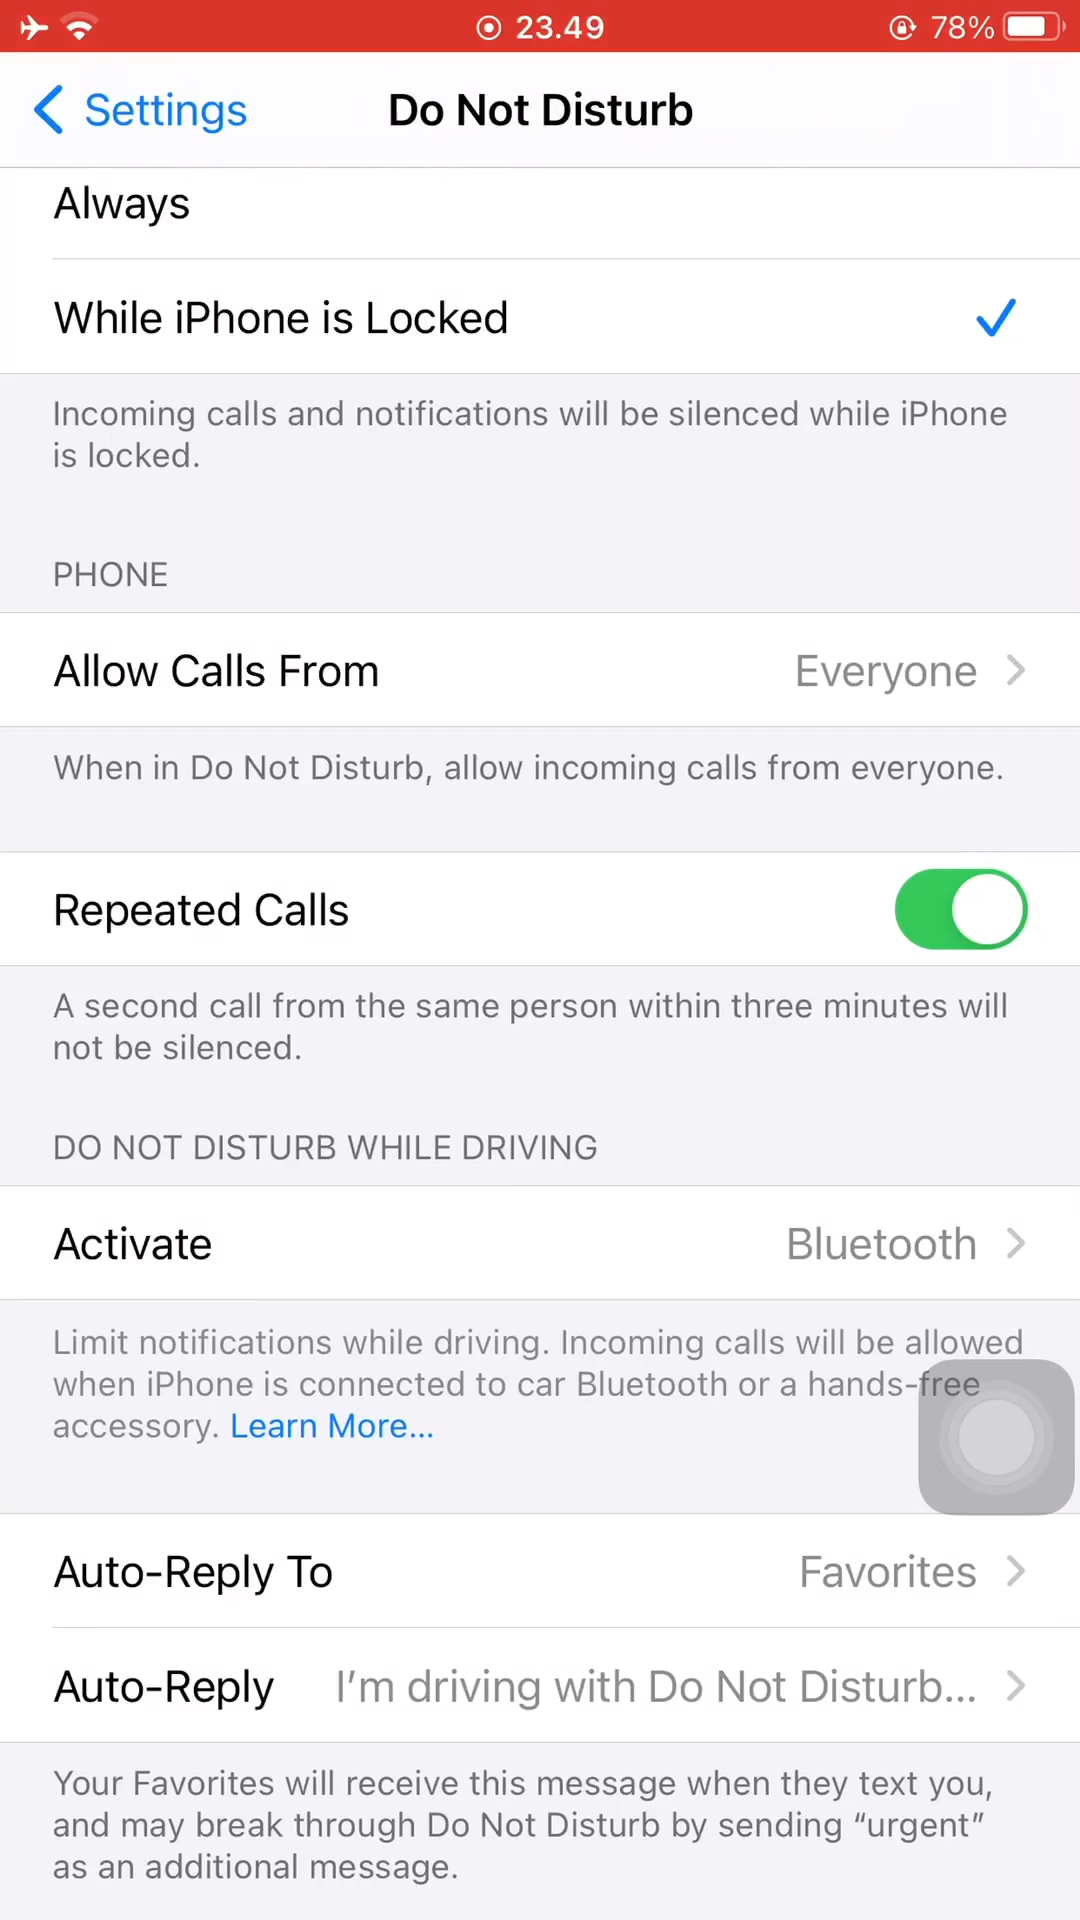 23.49
78%
Settings
Do Not Disturb
Always
While iPhone is Locked
Incoming calls and notifications will be silenced while iPhone
is locked.
PHONE
Allow Calls From
Everyone
When in Do Not Disturb, allow incoming calls from everyone.
Repeated Calls
A second call from the same person within three minutes will
not be silenced.
DO NOT DISTURB WHILE DRIVING
Activate
Bluetooth
Limit notifications while driving. Incoming calls will be allowed
when iPhone is connected to car Bluetooth or a hands-free
accessory. Learn More...
Auto-Reply To
Favorites
Auto-Reply
I’m driving with Do Not Disturb...
Your Favorites will receive this message when they text you,
and may break through Do Not Disturb by sending “urgent”
as an additional message.